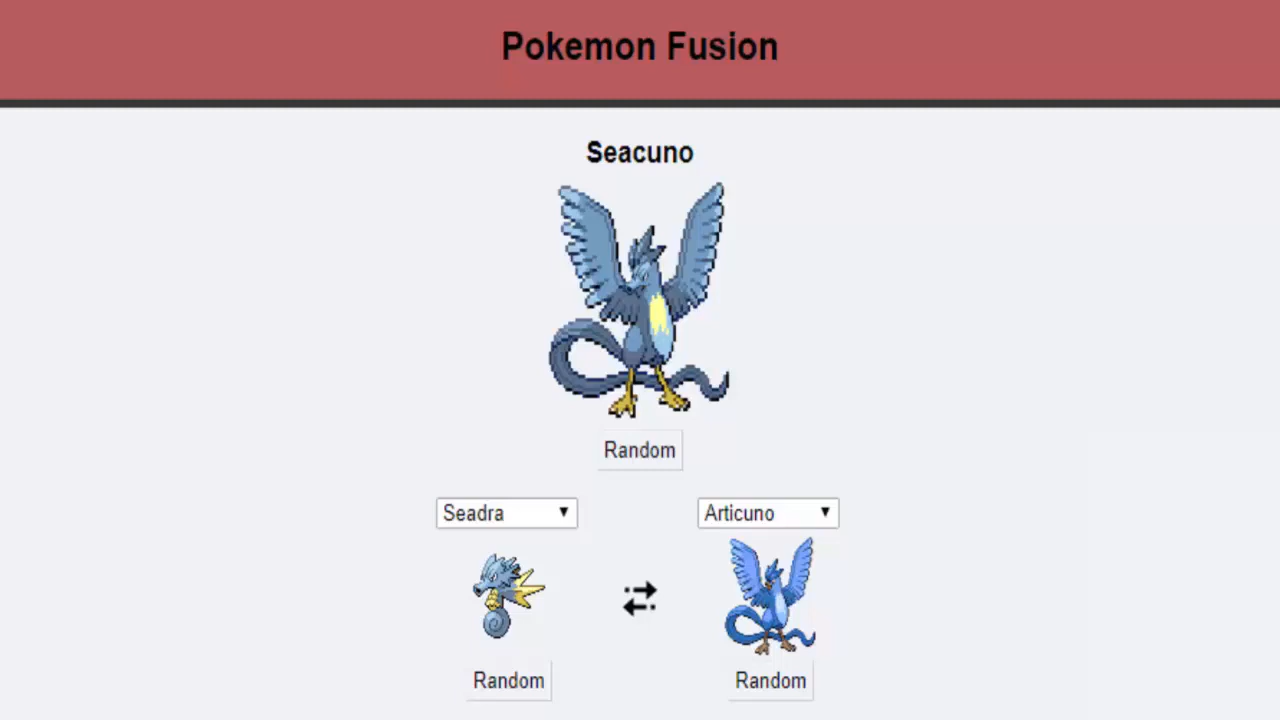 Pokemon Fusion
Seacuno
Random
Seadra
Articuno
Random
Random